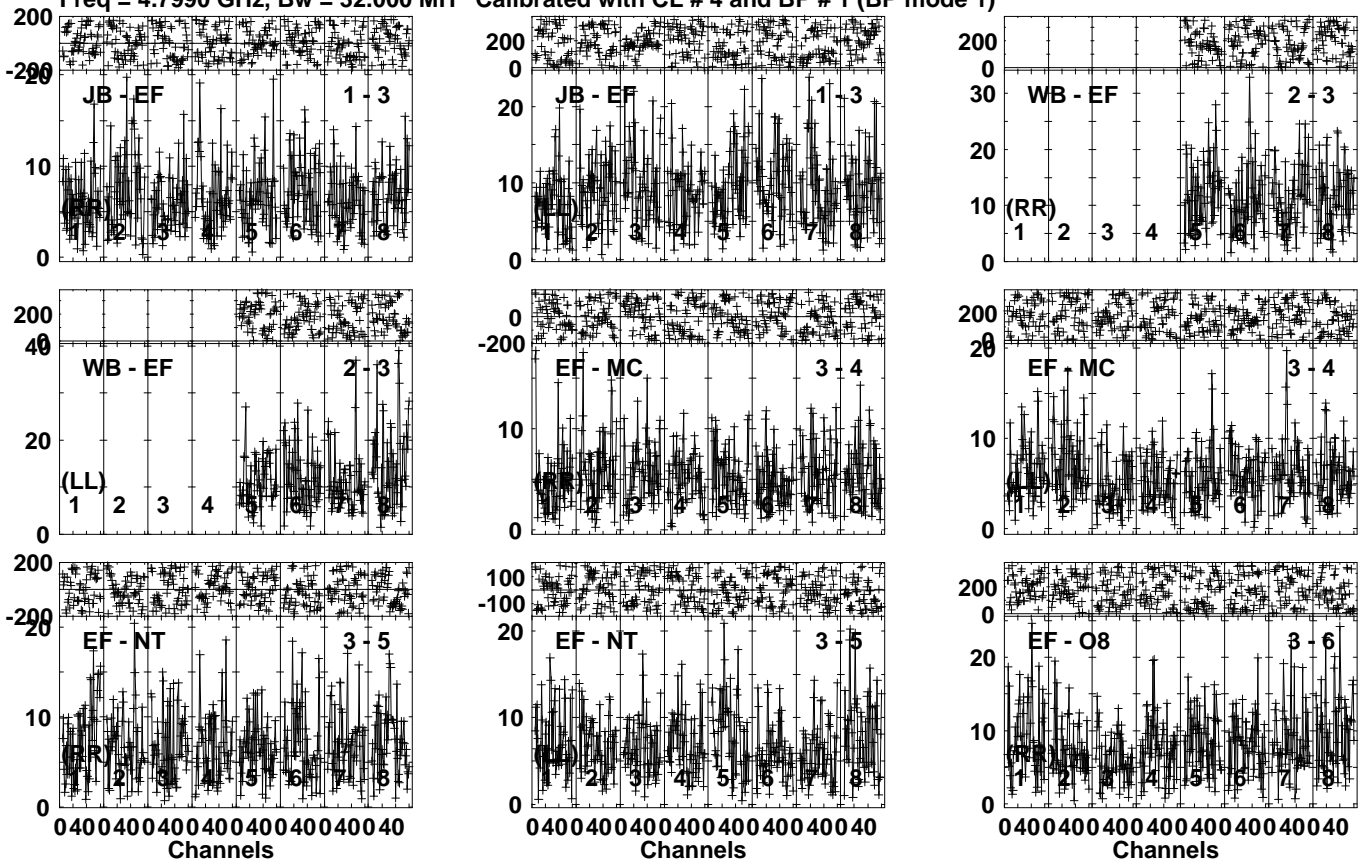 Freq = 4.7990 GHz, Bw = 32.000 MH Calibrated with CL # 4 and BP # 1 (BP mode 1)
200
-200
20
10
0
JB - EF 1 - 3
(RR)
1 2 3 4 5 6 7 8
200
0
20
10
0
JB - EF 1 - 3
(LL)
1 2 3 4 5 6 7 8
200
0
30
20
10
0
WB - EF 2 - 3
(RR)
1 2 3 4 5 6 7 8
200
0
40
20
0
WB - EF 2 - 3
(LL)
1 2 3 4 5 6 7 8
0
-200
10
0
EF - MC 3 - 4
(RR)
1 2 3 4 5 6 7 8
200
0
20
10
0
EF - MC 3 - 4
(LL)
1 2 3 4 5 6 7 8
200
-200
20
10
0
EF - NT 3 - 5
(RR)
1 2 3 4 5 6 7 8
0 40 0 40 0 40 0 40 0 40 0 40 0 40 0 40
Channels
100
-100
20
10
0
EF - NT 3 - 5
(LL)
1 2 3 4 5 6 7 8
0 40 0 40 0 40 0 40 0 40 0 40 0 40 0 40
Channels
200
0
20
10
0
EF - O8 3 - 6
(RR)
1 2 3 4 5 6 7 8
0 40 0 40 0 40 0 40 0 40 0 40 0 40 0 40
Channels